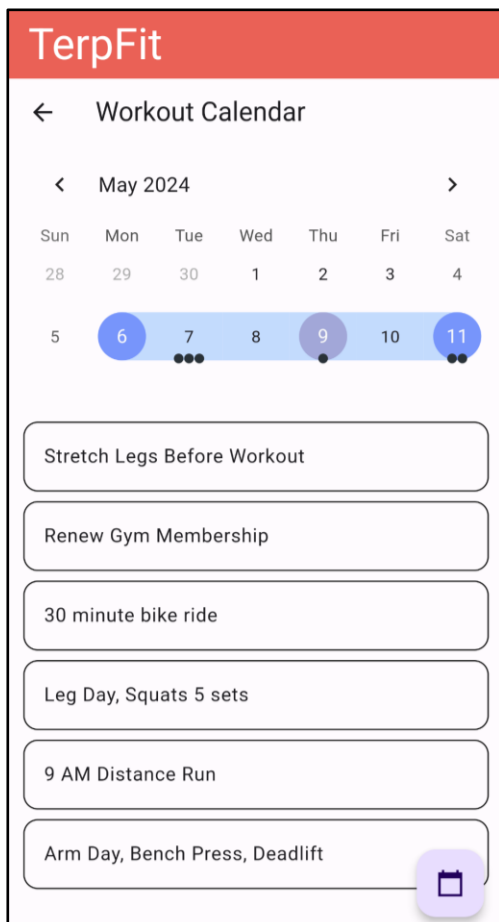 TerpFit
Workout Calendar
May 2024
Sun Mon Tue Wed Thu Fri Sat
28 29 30 1 2 3 4
5 6 7 8 9 10 11
Stretch Legs Before Workout
Renew Gym Membership
30 minute bike ride
Leg Day, Squats 5 sets
9 AM Distance Run
Arm Day, Bench Press, Deadlift